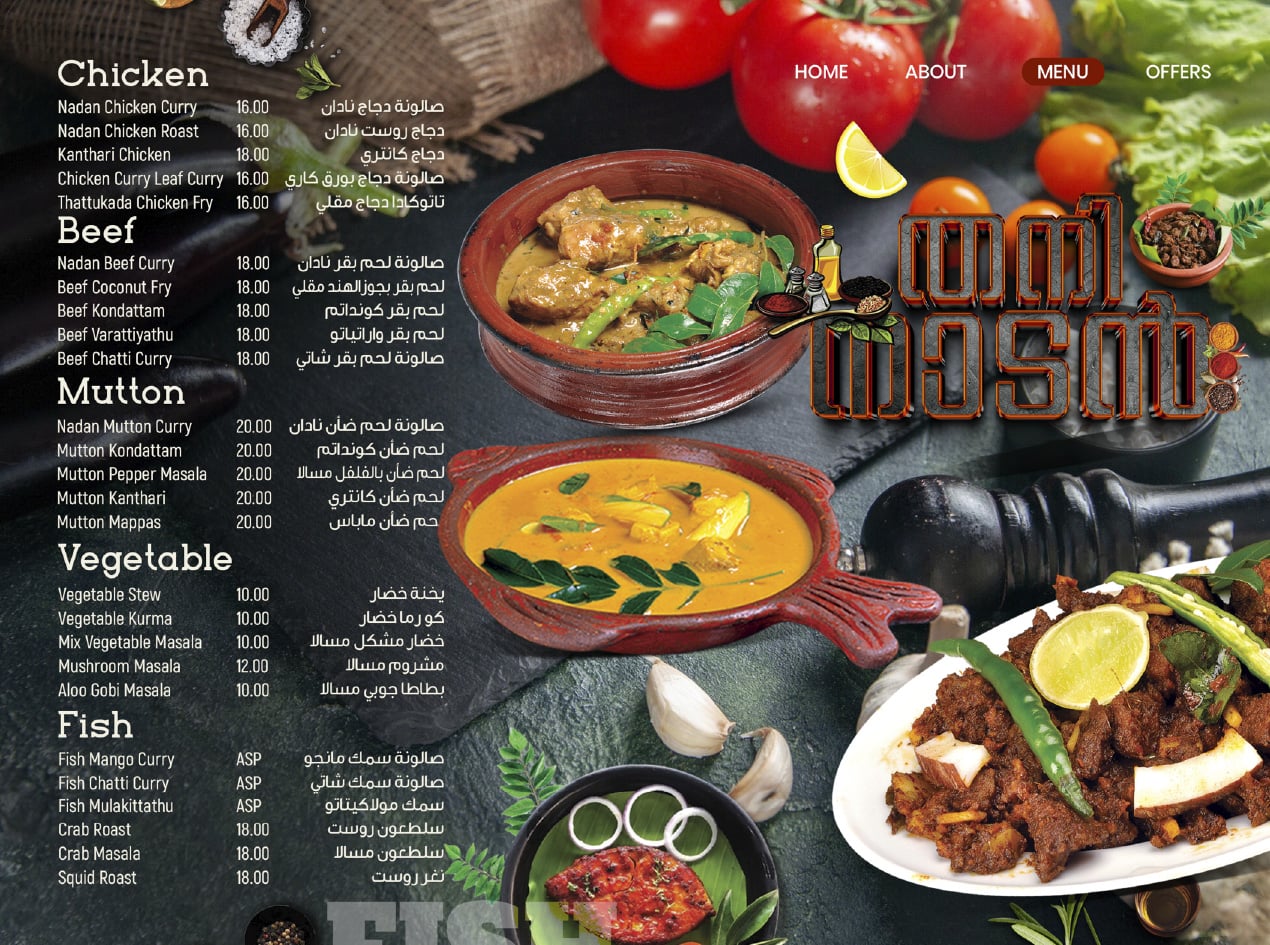 HOME ABOUT MENU OFFERS
Chicken
Nadan Chicken Curry 16.00 صالونة دجاج نادان
Nadan Chicken Roast 16.00 دجاج روست نادان
Kanthari Chicken 18.00 دجاج كانتري
Chicken Curry Leaf Curry 16.00 صالونة دجاج بورق كاري
Thattukada Chicken Fry 16.00 تاتوكادا دجاج مقلي
Beef
Nadan Beef Curry 18.00 صالونة لحم بقر نادان
Beef Coconut Fry 18.00 لحم بقر بجوزالهند مقلي
Beef Kondattam 18.00 لحم بقر كونداتم
Beef Varattiyathu 18.00 لحم بقر واراتياتو
Beef Chatti Curry 18.00 صالونة لحم بقر شاتي
Mutton
Nadan Mutton Curry 20.00 صالونة لحم ضأن نادان
Mutton Kondattam 20.00 لحم ضأن كونداتم
Mutton Pepper Masala 20.00 لحم ضأن بالفلفل مسالا
Mutton Kanthari 20.00 لحم ضأن كانتري
Mutton Mappas 20.00 لحم ضأن ماباس
Vegetable
Vegetable Stew 10.00 يخنة خضار
Vegetable Kurma 10.00 كو رما خضار
Mix Vegetable Masala 10.00 خضار مشكل مسالا
Mushroom Masala 12.00 مشروم مسالا
Aloo Gobi Masala 10.00 بطاطا جوبي مسالا
Fish
Fish Mango Curry ASP صالونة سمك مانجو
Fish Chatti Curry ASP صالونة سمك شاتي
Fish Mulakittathu ASP سمك مولاكيتاتو
Crab Roast 18.00 سلطعون روست
Crab Masala 18.00 سلطعون مسالا
Squid Roast 18.00 نغر روست
തനി
നാടൻ
FISH